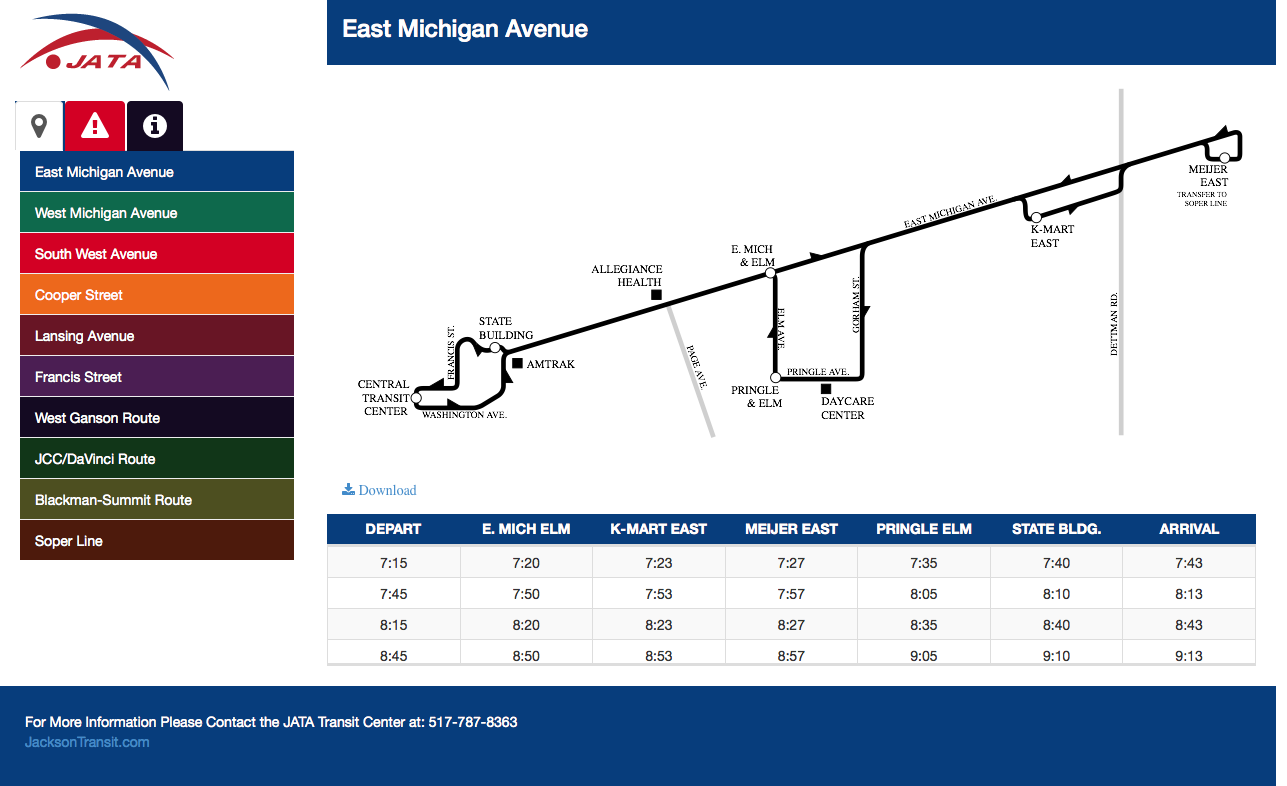 JATA
East Michigan Avenue
East Michigan Avenue
West Michigan Avenue
South West Avenue
Cooper Street
Lansing Avenue
Francis Street
West Ganson Route
JCC/DaVinci Route
Blackman-Summit Route
Soper Line
MEIJER
EAST
TRANSFER TO
SOPER LINE
EAST MICHIGAN AVE.
K-MART
EAST
E. MICH
& ELM
ALLEGIANCE
HEALTH
GORHAM ST.
DETTMAN RD.
ELM AVE.
STATE
BUILDING
FRANCIS ST.
AMTRAK
PAGE AVE.
PRINGLE AVE.
CENTRAL
TRANSIT
CENTER
WASHINGTON AVE.
PRINGLE
& ELM
DAYCARE
CENTER
Download
DEPART E. MICH ELM K-MART EAST MEIJER EAST PRINGLE ELM STATE BLDG. ARRIVAL
7:15 7:20 7:23 7:27 7:35 7:40 7:43
7:45 7:50 7:53 7:57 8:05 8:10 8:13
8:15 8:20 8:23 8:27 8:35 8:40 8:43
8:45 8:50 8:53 8:57 9:05 9:10 9:13
For More Information Please Contact the JATA Transit Center at: 517-787-8363
JacksonTransit.com